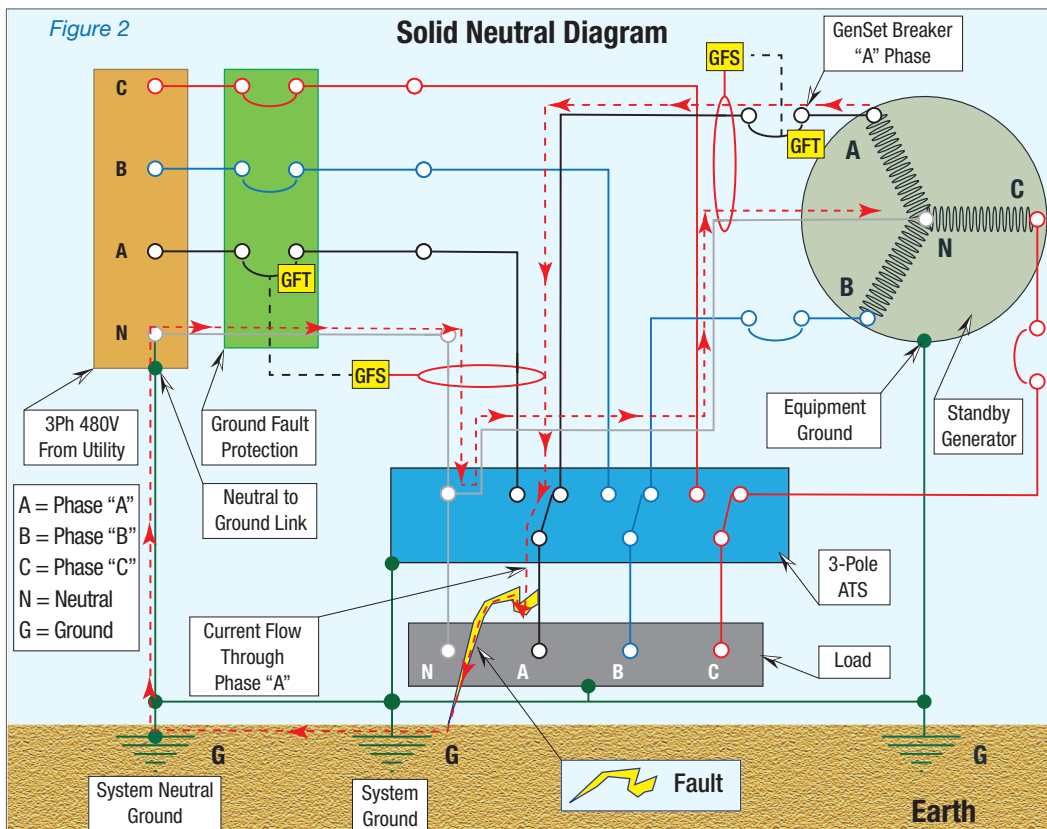 Figure 2
Solid Neutral Diagram
GenSet Breaker
"A" Phase
GFS
C
GFT
A
B
C
N
A
B
GFT
N
GFS
3Ph 480V
From Utility
Ground Fault
Protection
Equipment
Ground
Standby
Generator
Neutral to
Ground Link
A = Phase "A"
B = Phase "B"
C = Phase "C"
N = Neutral
G = Ground
3-Pole
ATS
Current Flow
Through
Phase "A"
N
A
B
C
Load
G
G
G
System Neutral
Ground
System
Ground
Fault
Earth